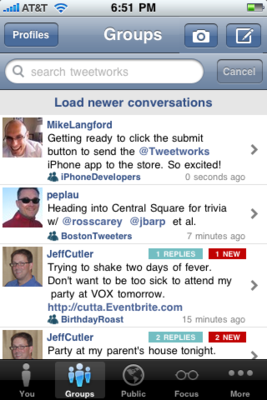 AT&T 6:51 PM
Profiles Groups
search tweetworks Cancel
Load newer conversations
MikeLangford
Getting ready to click the submit
button to send the @Tweetworks
iPhone app to the store. So excited!
iPhoneDevelopers 0 seconds ago
peplau
Heading into Central Square for trivia
w/ @rosscarey @jbarp et al.
BostonTweeters 7 minutes ago
JeffCutler 1 REPLIES 1 NEW
Trying to shake two days of fever.
Don't want to be too sick to attend my
party at VOX tomorrow.
http://cutta.Eventbrite.com
BirthdayRoast 15 minutes ago
JeffCutler 2 REPLIES 2 NEW
Party at my parent's house tonight.
You Groups Public Focus More